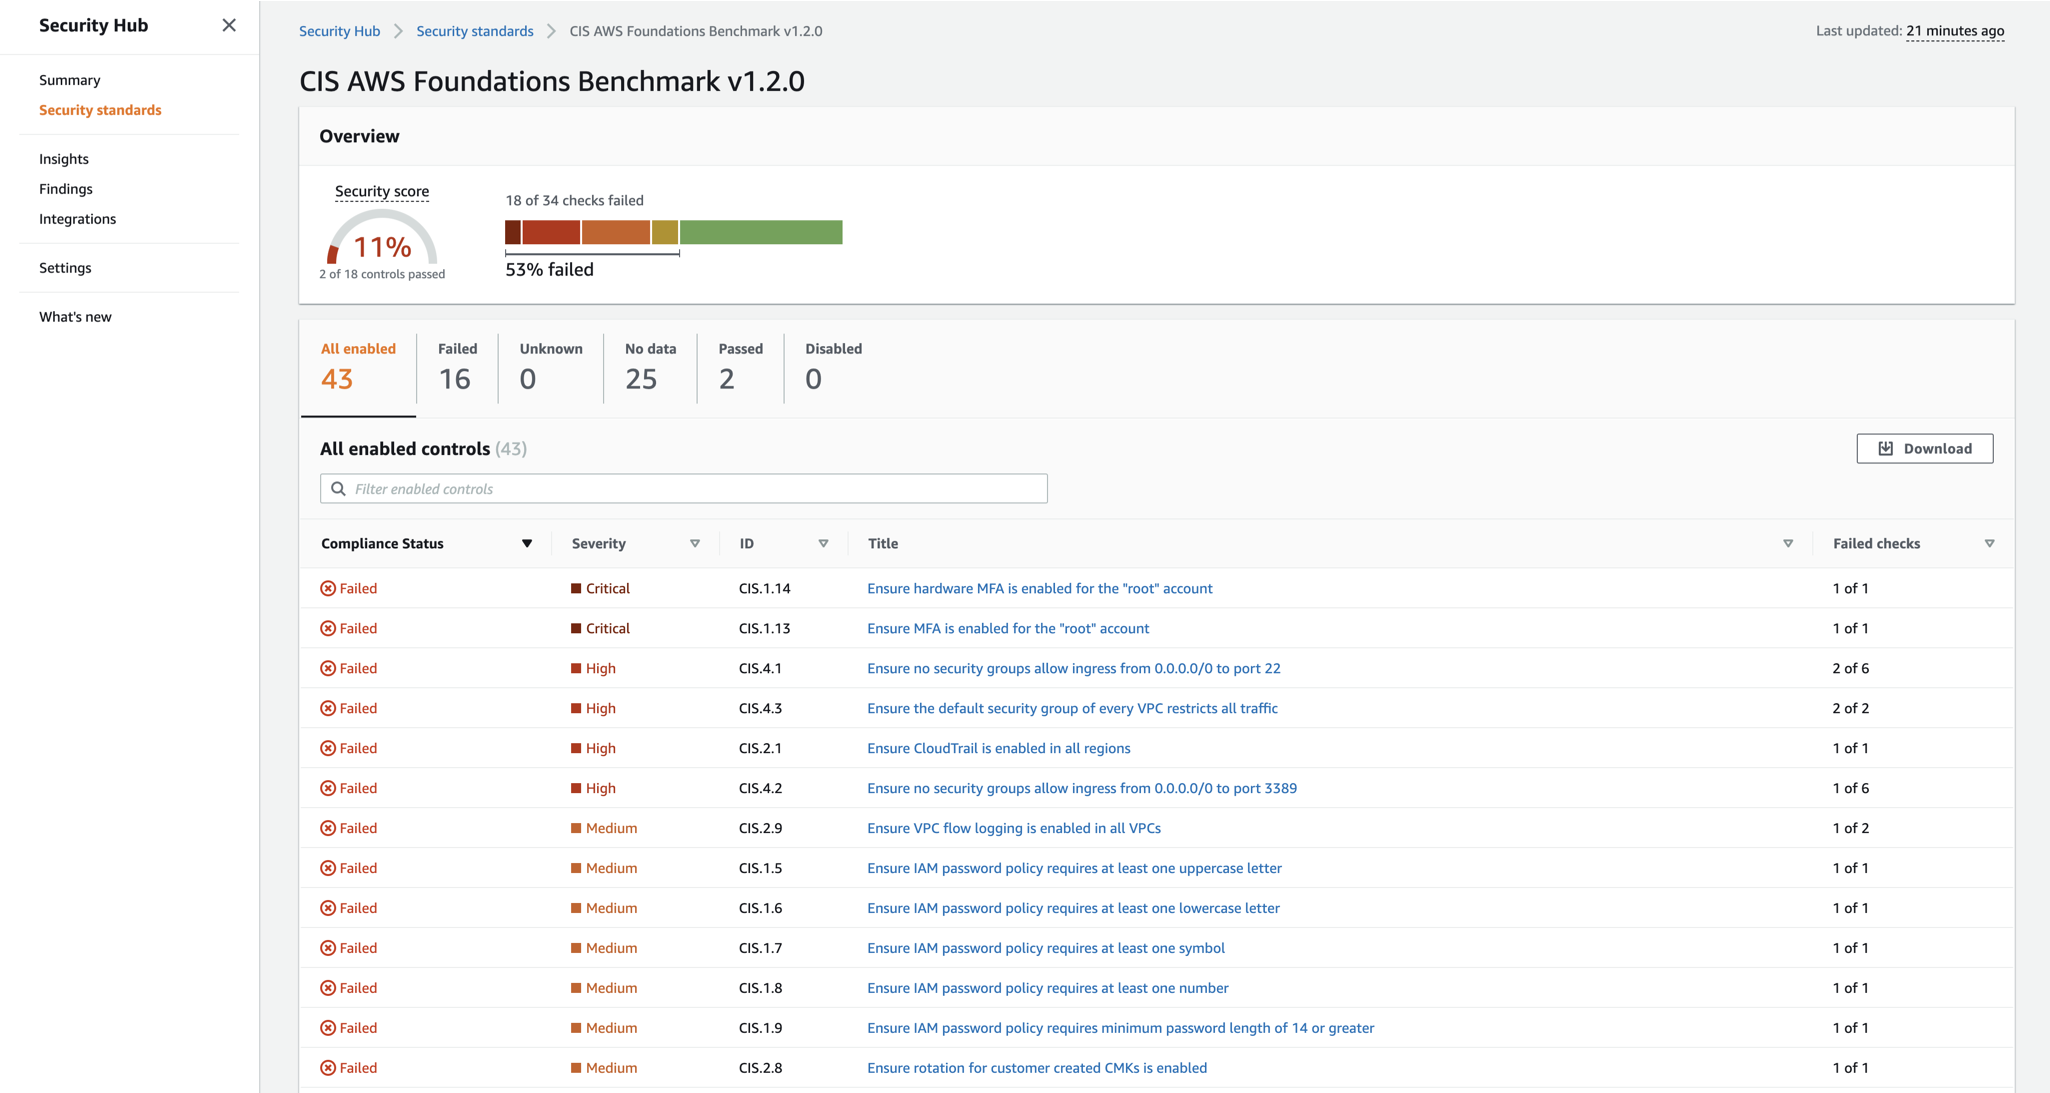 Security Hub
Summary
Security standards
Insights
Findings
Integrations
Settings
What's new
Security Hub Security standards CIS AWS Foundations Benchmark v1.2.0
Last updated: 21 minutes ago
CIS AWS Foundations Benchmark v1.2.0
Overview
Security score
11%
2 of 18 controls passed
18 of 34 checks failed
53% failed
All enabled Failed Unknown No data Passed Disabled
43 16 0 25 2 0
All enabled controls (43)
Download
Filter enabled controls
Compliance Status Severity ID Title Failed checks
Failed Critical CIS.1.14 Ensure hardware MFA is enabled for the "root" account 1 of 1
Failed Critical CIS.1.13 Ensure MFA is enabled for the "root" account 1 of 1
Failed High CIS.4.1 Ensure no security groups allow ingress from 0.0.0.0/0 to port 22 2 of 6
Failed High CIS.4.3 Ensure the default security group of every VPC restricts all traffic 2 of 2
Failed High CIS.2.1 Ensure CloudTrail is enabled in all regions 1 of 1
Failed High CIS.4.2 Ensure no security groups allow ingress from 0.0.0.0/0 to port 3389 1 of 6
Failed Medium CIS.2.9 Ensure VPC flow logging is enabled in all VPCs 1 of 2
Failed Medium CIS.1.5 Ensure IAM password policy requires at least one uppercase letter 1 of 1
Failed Medium CIS.1.6 Ensure IAM password policy requires at least one lowercase letter 1 of 1
Failed Medium CIS.1.7 Ensure IAM password policy requires at least one symbol 1 of 1
Failed Medium CIS.1.8 Ensure IAM password policy requires at least one number 1 of 1
Failed Medium CIS.1.9 Ensure IAM password policy requires minimum password length of 14 or greater 1 of 1
Failed Medium CIS.2.8 Ensure rotation for customer created CMKs is enabled 1 of 1